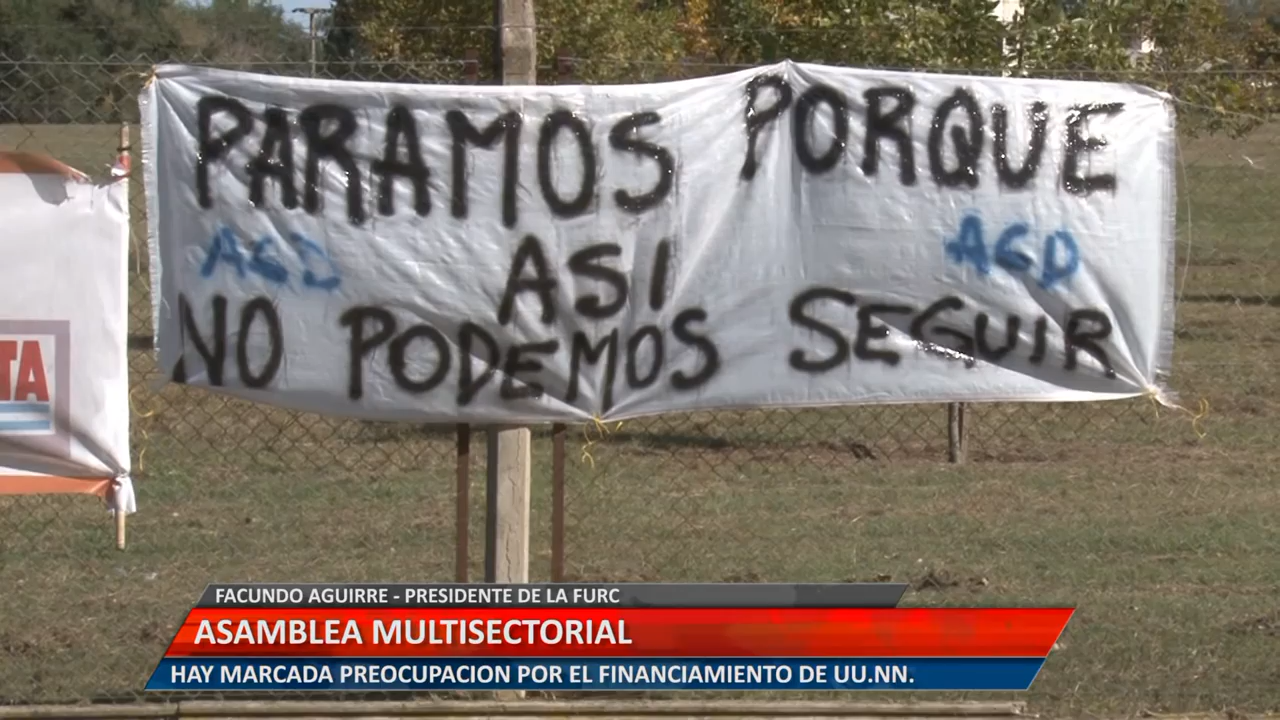 PARAMOS PORQUE
AGD ASI AGD
NO PODEMOS SEGUIR
TA
FACUNDO AGUIRRE - PRESIDENTE DE LA FURC
ASAMBLEA MULTISECTORIAL
HAY MARCADA PREOCUPACION POR EL FINANCIAMIENTO DE UU.NN.